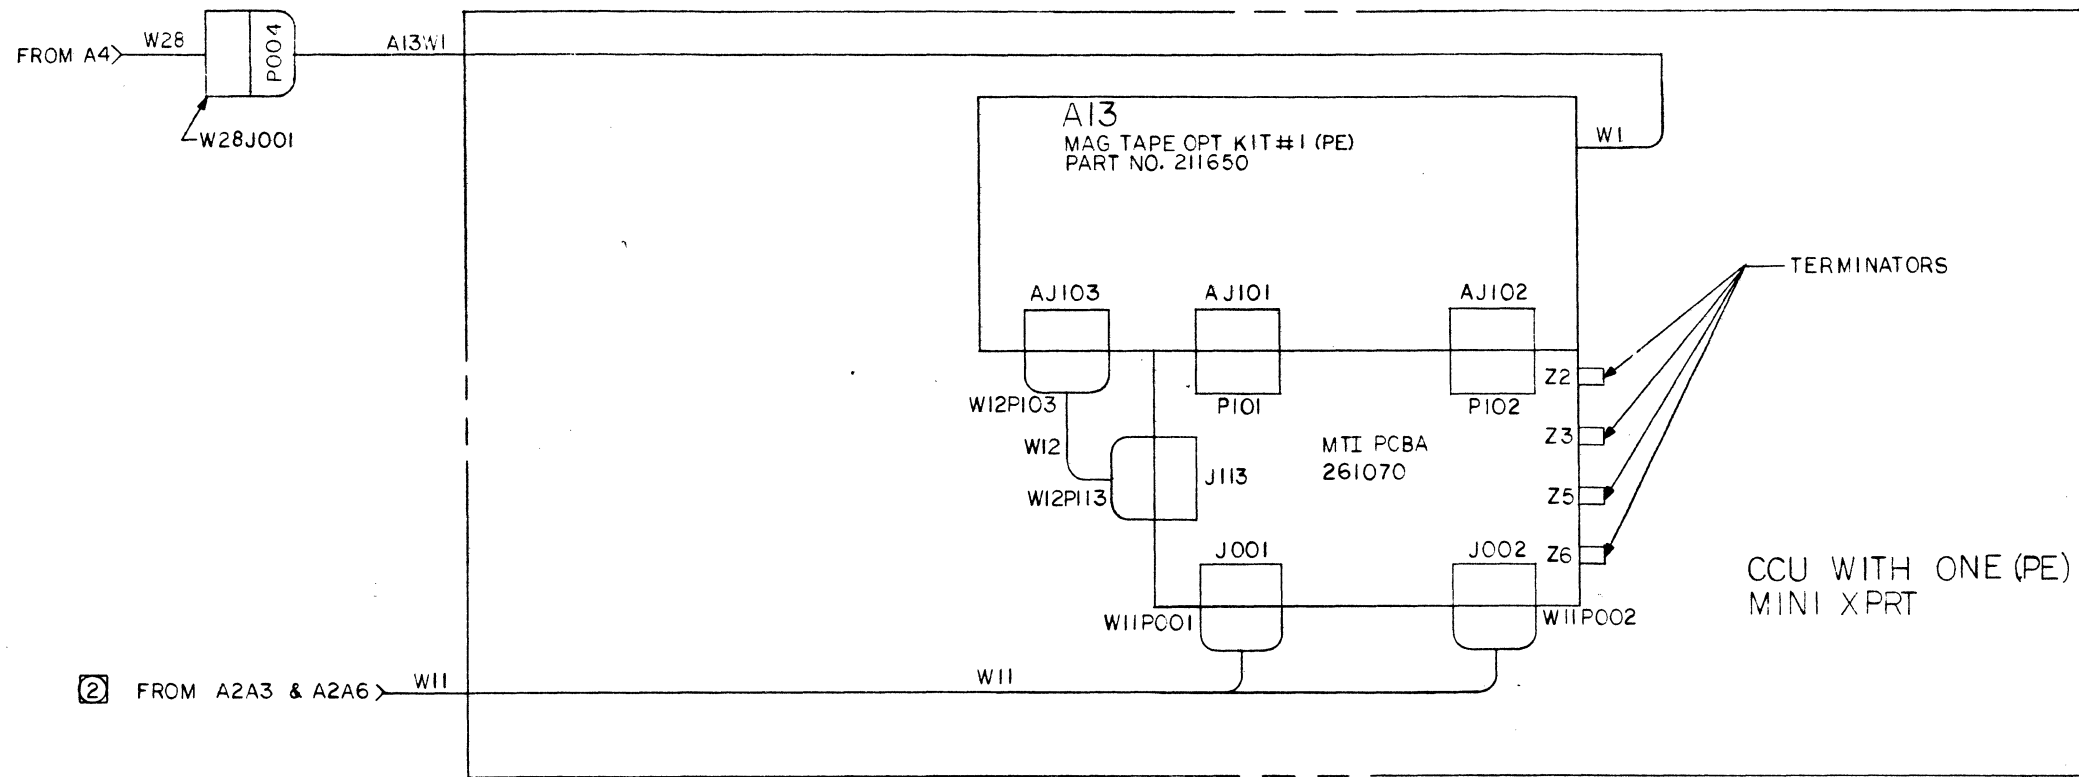 FROM A4
W28
P004
A13W1
W28J001
A13
MAG TAPE OPT KIT#1 (PE)
PART NO. 211650
W1
TERMINATORS
AJ103
AJ101
AJ102
Z2
W12P103
P101
P102
W12
MTI PCBA
261070
Z3
J113
W12P113
Z5
J001
J002
Z6
CCU WITH ONE (PE)
MINI XPRT
W11P001
W11P002
2 FROM A2A3 & A2A6
W11
W11